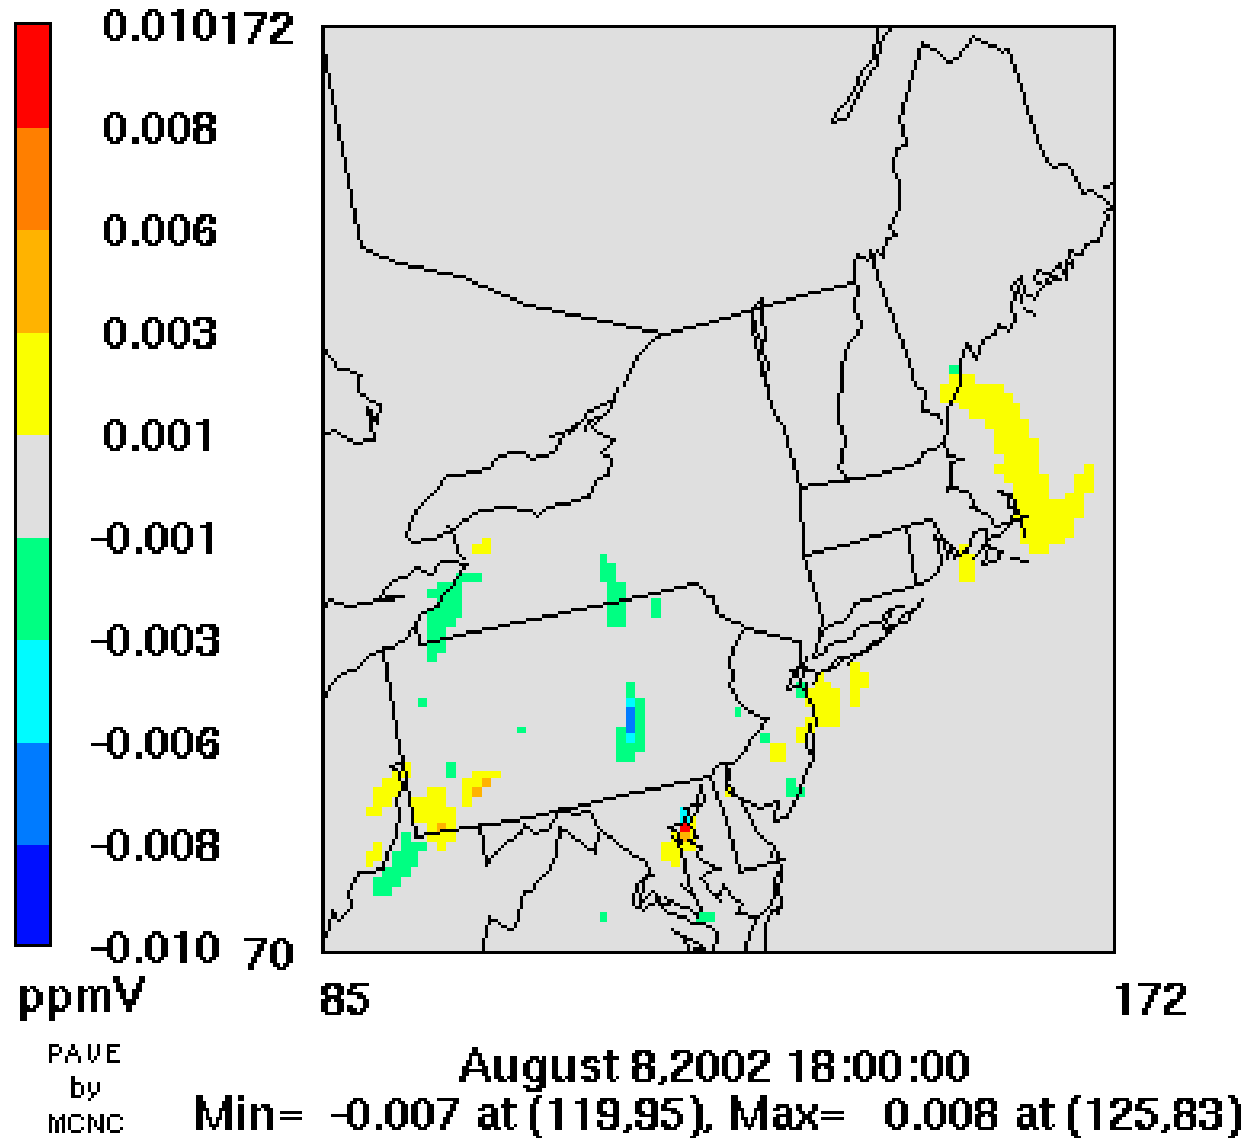 0.010 172
0.008
0.006
0.003
0.001
-0.001
-0.003
-0.006
-0.008
-0.010 70
ppmV 85 172
PAVE
by
MCNC
August 8,2002 18:00:00
Min= -0.007 at (119,95), Max= 0.008 at (125,83)